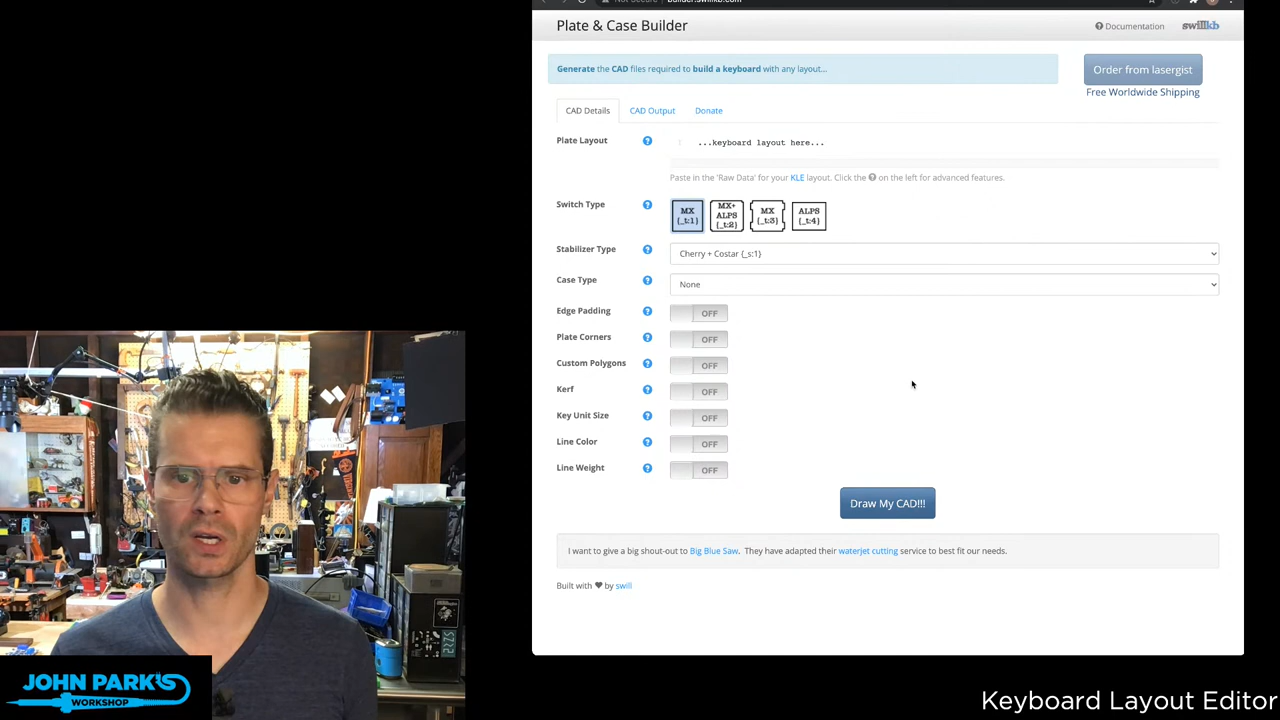 Plate & Case Builder
Documentation
swillkb
Generate the CAD files required to build a keyboard with any layout...
Order from lasergist
Free Worldwide Shipping
CAD Details
CAD Output
Donate
Plate Layout
1
...keyboard layout here...
Paste in the 'Raw Data' for your KLE layout. Click the ? on the left for advanced features.
Switch Type
MX
{_t:1}
MX+
ALPS
{_t:2}
MX
{_t:3}
ALPS
{_t:4}
Stabilizer Type
Cherry + Costar {_s:1}
Case Type
None
Edge Padding
OFF
Plate Corners
OFF
Custom Polygons
OFF
Kerf
OFF
Key Unit Size
OFF
Line Color
OFF
Line Weight
OFF
Draw My CAD!!!
I want to give a big shout-out to Big Blue Saw. They have adapted their waterjet cutting service to best fit our needs.
Built with ♥ by swill
JOHN PARK'S
WORKSHOP
Keyboard Layout Editor